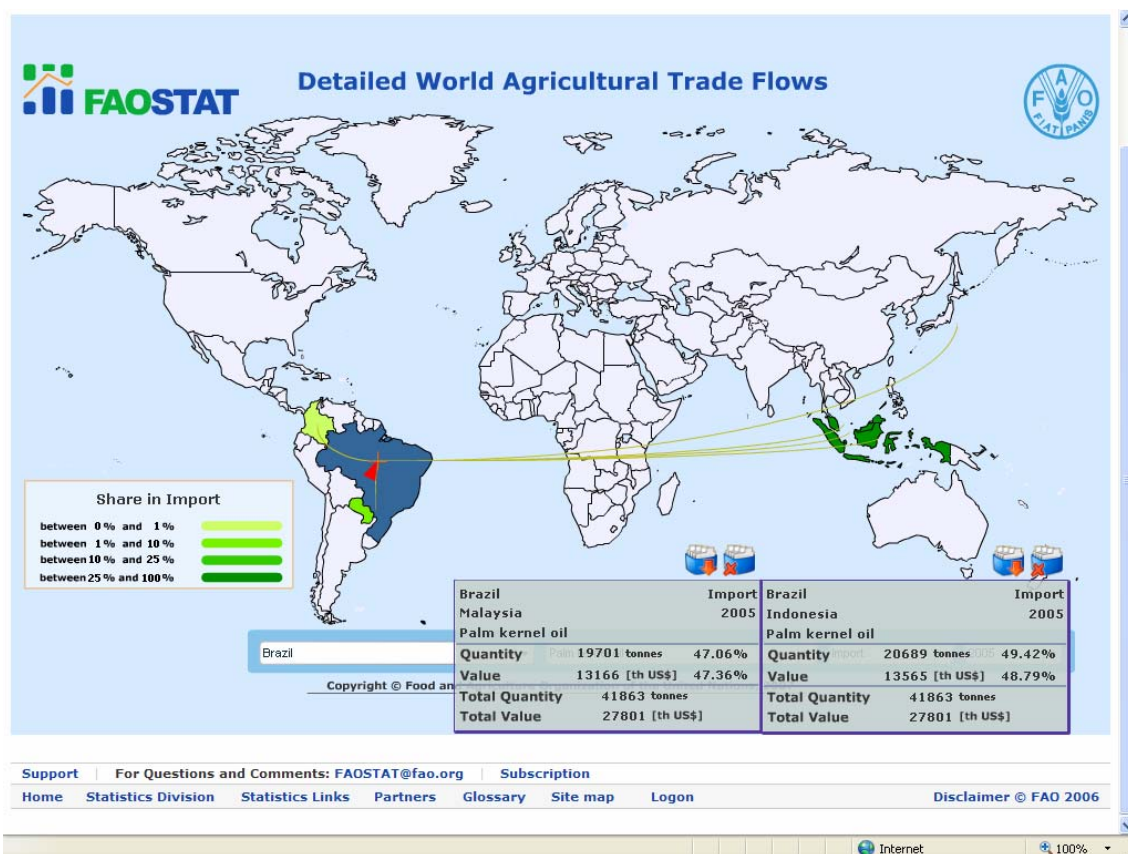 FAOSTAT
Detailed World Agricultural Trade Flows
F A O
FIAT PANIS
Share in Import
between 0 % and 1 %
between 1 % and 10 %
between 10 % and 25 %
between 25 % and 100 %
Brazil Import
Malaysia 2005
Palm kernel oil
Quantity 19701 tonnes 47.06%
Value 13166 [th US$] 47.36%
Total Quantity 41863 tonnes
Total Value 27801 [th US$]
Brazil Import
Indonesia 2005
Palm kernel oil
Quantity 20689 tonnes 49.42%
Value 13565 [th US$] 48.79%
Total Quantity 41863 tonnes
Total Value 27801 [th US$]
Brazil
Copyright © Food an
Support | For Questions and Comments: FAOSTAT@fao.org | Subscription
Home Statistics Division Statistics Links Partners Glossary Site map Logon Disclaimer © FAO 2006
Internet 100%